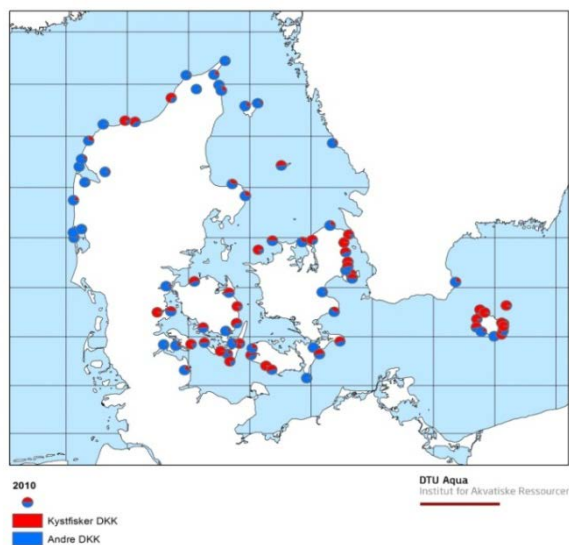 2010
Kystfisker DKK
Andre DKK
DTU Aqua
Institut for Akvatiske Ressourcer